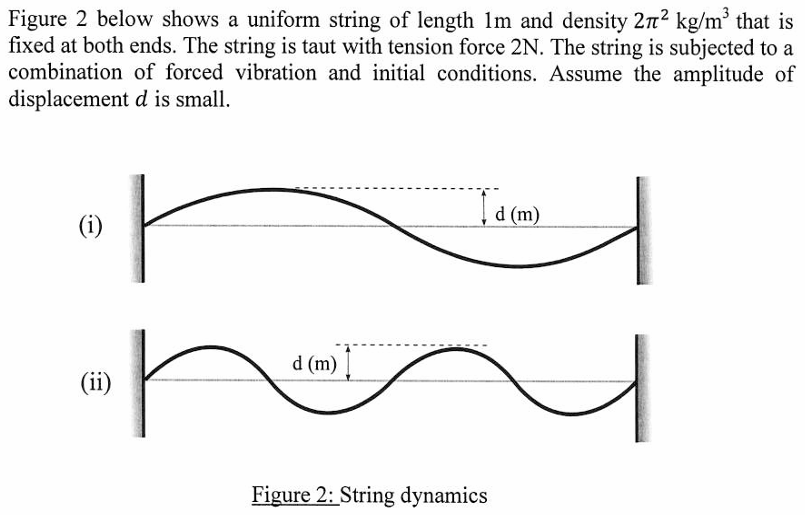 Figure 2 below shows a uniform string of length 1m and density 2π² kg/m³ that is
fixed at both ends. The string is taut with tension force 2N. The string is subjected to a
combination of forced vibration and initial conditions. Assume the amplitude of
displacement d is small.
(i)
d (m)
(ii)
d (m)
Figure 2: String dynamics